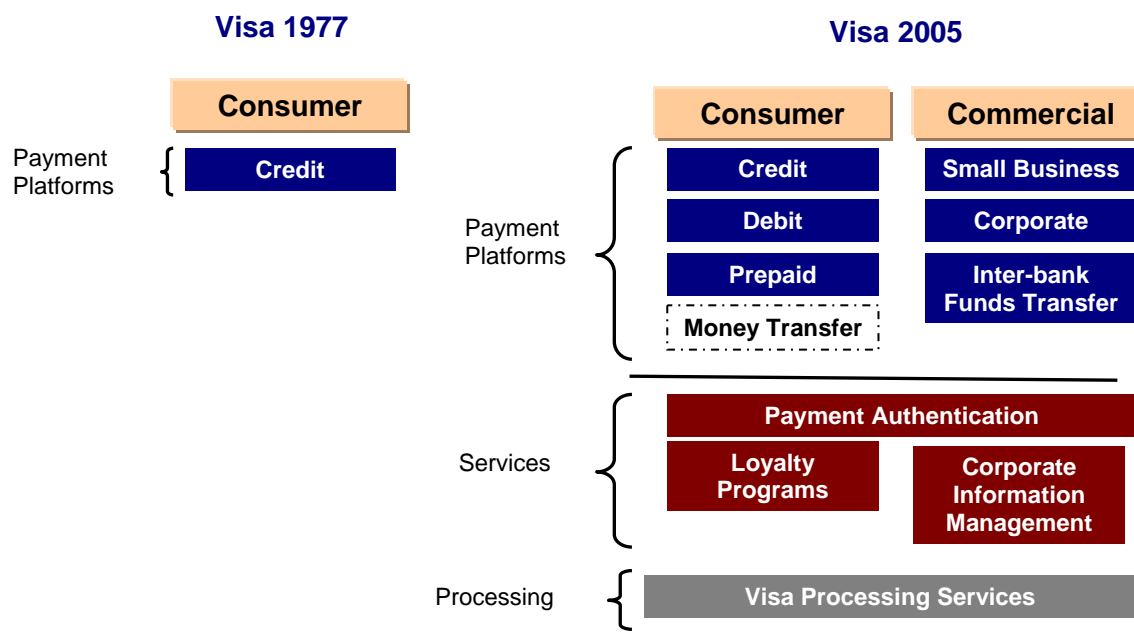 Visa 1977
Consumer
Payment
Platforms
Credit
Visa 2005
Consumer
Commercial
Payment
Platforms
Credit
Small Business
Debit
Corporate
Prepaid
Inter-bank
Funds Transfer
Money Transfer
Services
Payment Authentication
Loyalty
Programs
Corporate
Information
Management
Processing
Visa Processing Services